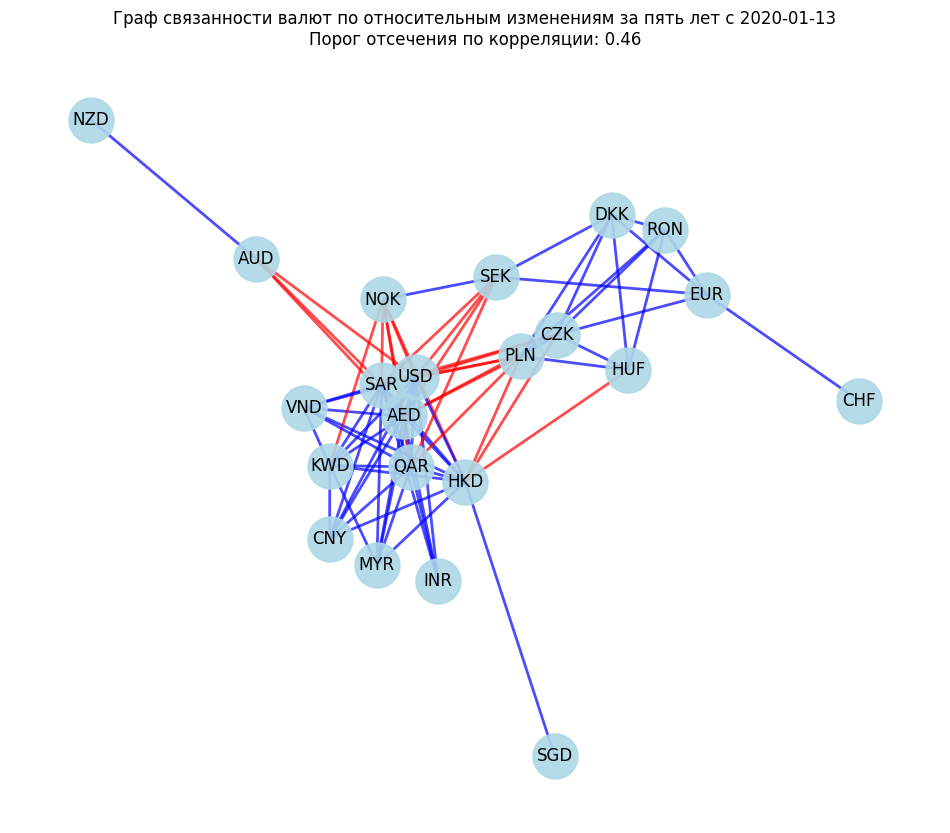 Граф связанности валют по относительным изменениям за пять лет с 2020-01-13
Порог отсечения по корреляции: 0.46
NZD
DKK
RON
AUD
SEK
EUR
NOK
CZK
PLN
HUF
USD
SAR
CHF
VND
AED
KWD
QAR
HKD
CNY
MYR
INR
SGD